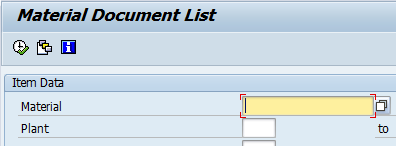 Material Document List
Item Data
Material
Plant to